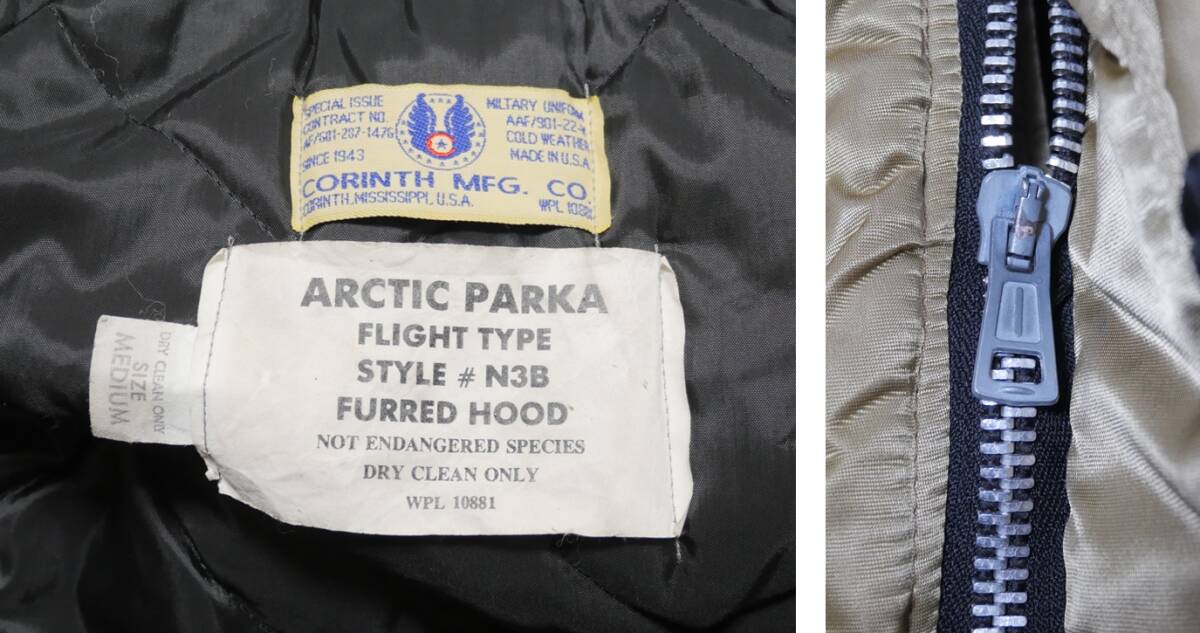 SPECIAL ISSUE
CONTRACT NO.
AF/G01-287-1476
SINCE 1943
MILITARY UNIFORM
AAF/901-22-
COLD WEATHER
MADE IN U.S.A.
CORINTH MFG. CO.
CORINTH, MISSISSIPPI, U.S.A.
WPL 10881
ARCTIC PARKA
FLIGHT TYPE
STYLE # N3B
FURRED HOOD
NOT ENDANGERED SPECIES
DRY CLEAN ONLY
WPL 10881
DRY CLEAN ONLY
SIZE
MEDIUM